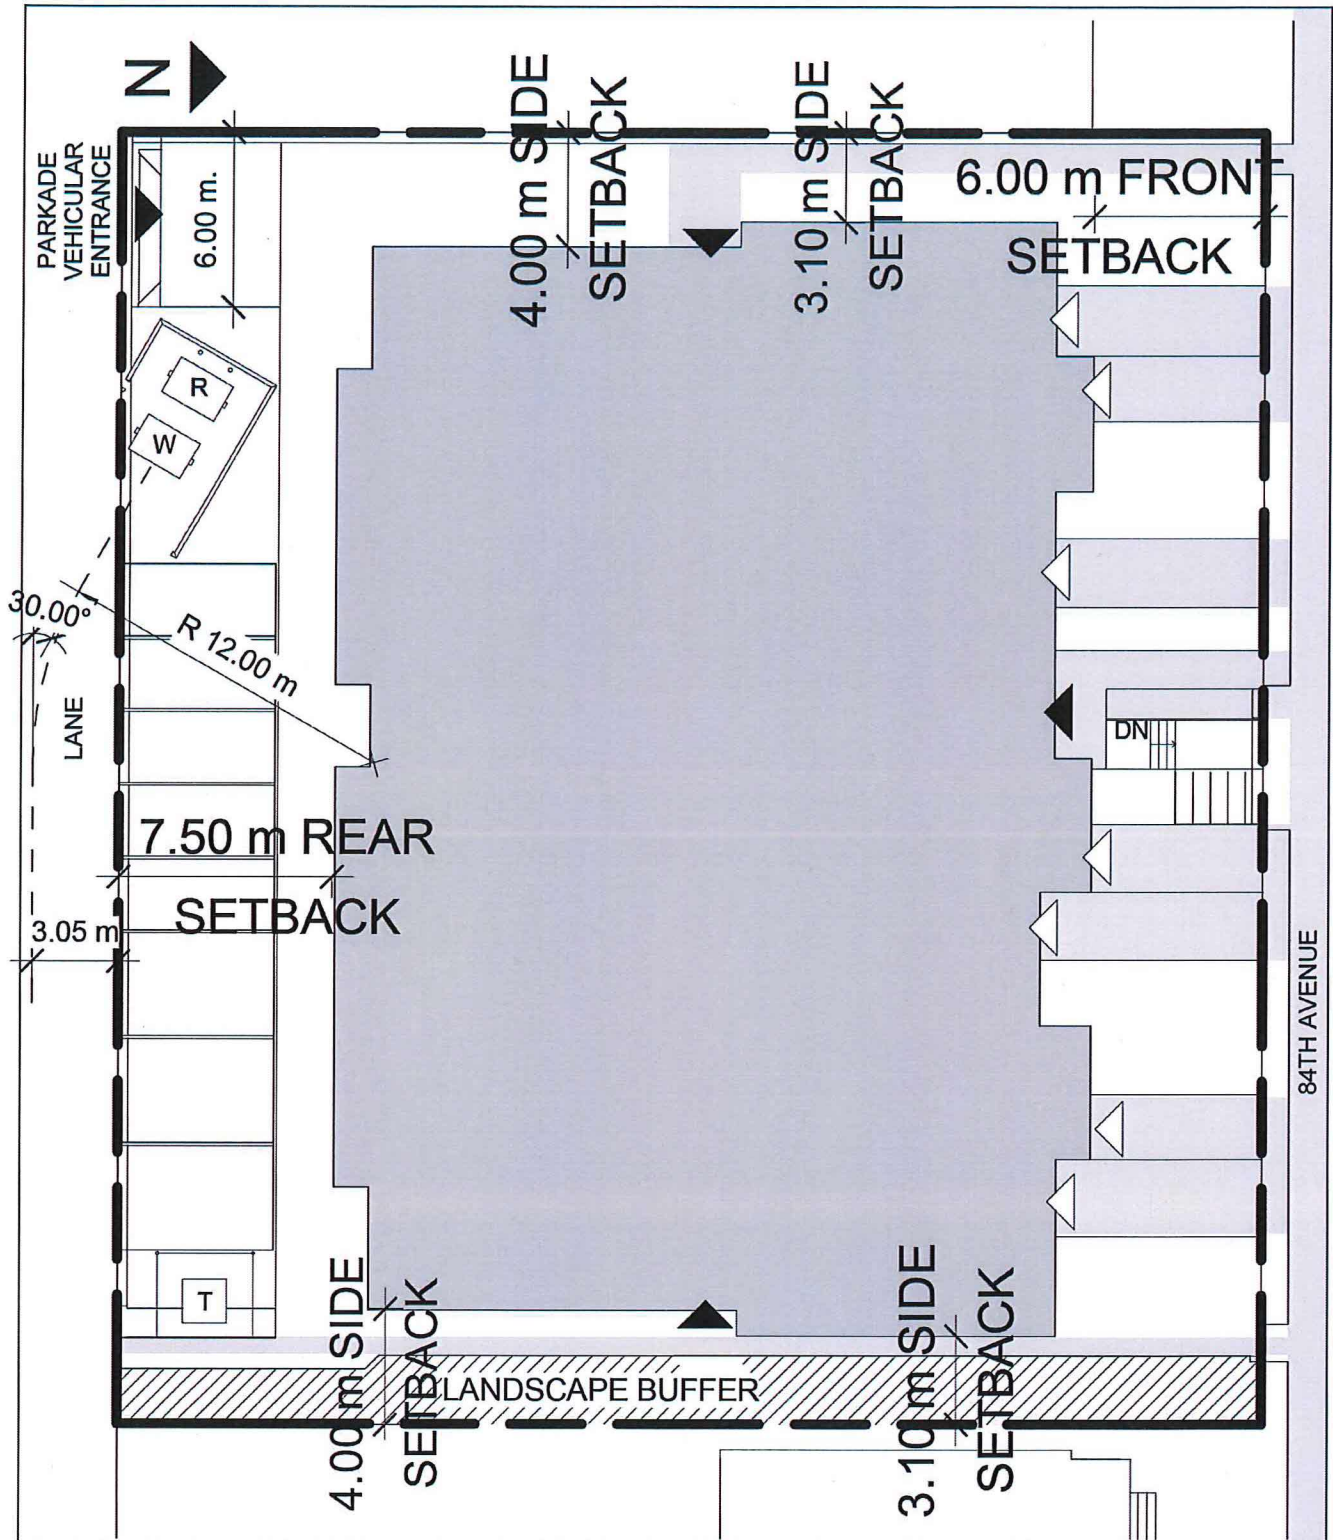 N
4.00 m SIDE
SETBACK
3.10 m SIDE
SETBACK
6.00 m FRONT
SETBACK
PARKADE
VEHICULAR
ENTRANCE
6.00 m.
R
W
30.00°
R 12.00 m
LANE
DN
7.50 m REAR
SETBACK
3.05 m
84TH AVENUE
T
4.00 m SIDE
SETBACK
LANDSCAPE BUFFER
3.10 m SIDE
SETBACK